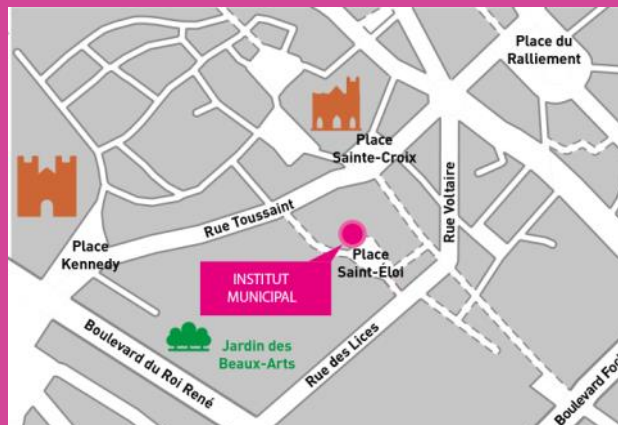 Place du
Ralliement
Place
Sainte-Croix
Rue Voltaire
Rue Toussaint
Place
Kennedy
INSTITUT
MUNICIPAL
Place
Saint-Éloi
Jardin des
Beaux-Arts
Rue des Lices
Boulevard du Roi René
Boulevard